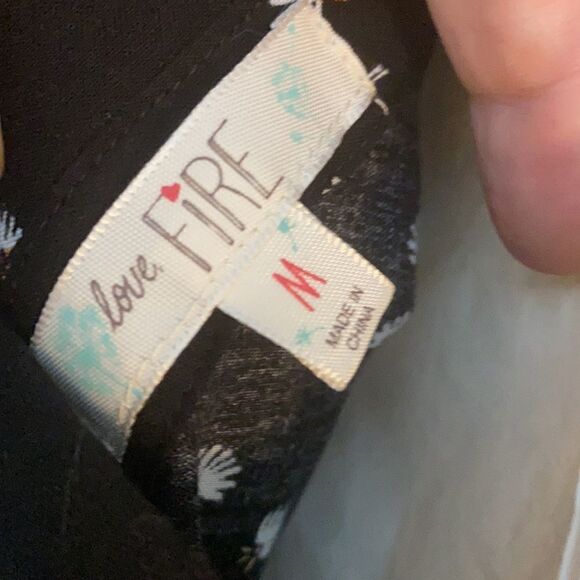 love, FiRE
M
MADE IN
CHINA